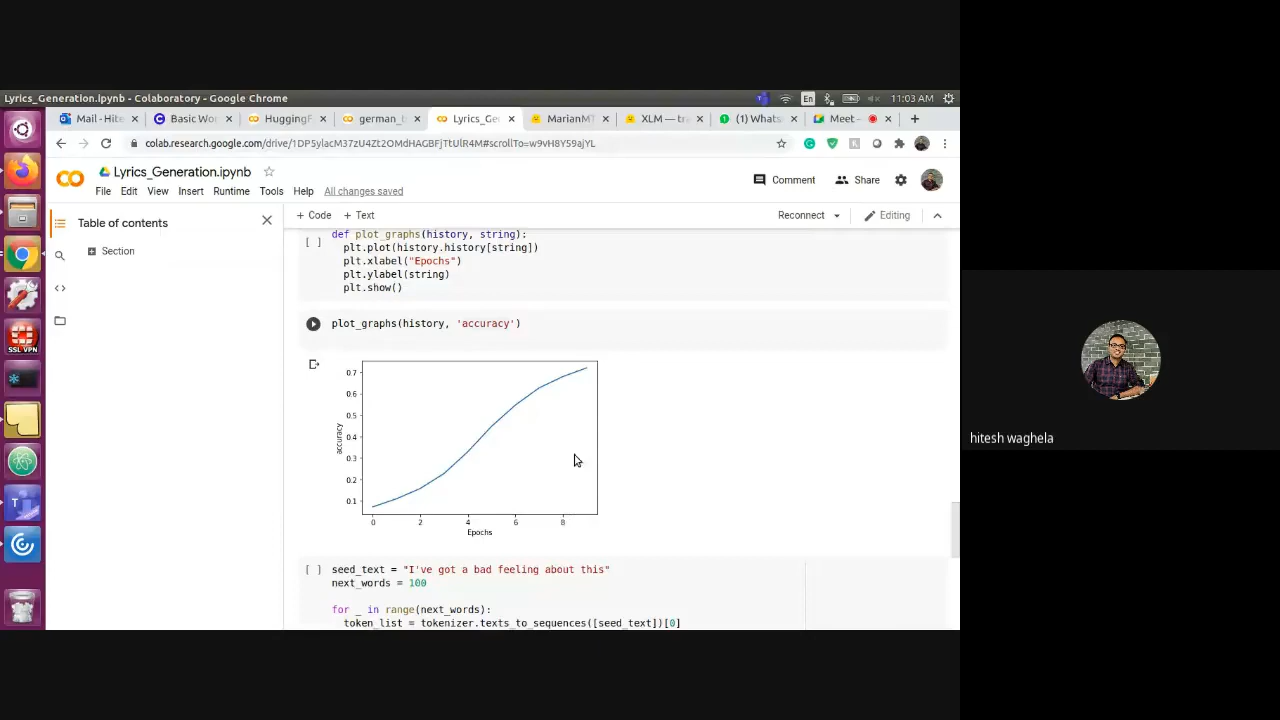 Lyrics_Generation.ipynb - Colaboratory - Google Chrome
En
11:03 AM
Mail - Hite
Basic Wor
HuggingF
german_t
Lyrics_Ge
MarianMT
XLM — tra
(1) Whats
Meet -
colab.research.google.com/drive/1DP5ylacM37zU4Zt2OMdHAGBFjTtUlR4M#scrollTo=w9vH8Y59ajYL
Lyrics_Generation.ipynb
Comment
Share
File Edit View Insert Runtime Tools Help All changes saved
Table of contents
+ Code + Text
Reconnect
Editing
Section
[ ] def plot_graphs(history, string):
plt.plot(history.history[string])
plt.xlabel("Epochs")
plt.ylabel(string)
plt.show()
plot_graphs(history, 'accuracy')
0.7
0.6
0.5
0.4
0.3
0.2
0.1
accuracy
0 2 4 6 8
Epochs
[ ] seed_text = "I've got a bad feeling about this"
next_words = 100
for _ in range(next_words):
token_list = tokenizer.texts_to_sequences([seed_text])[0]
SSL VPN
hitesh waghela